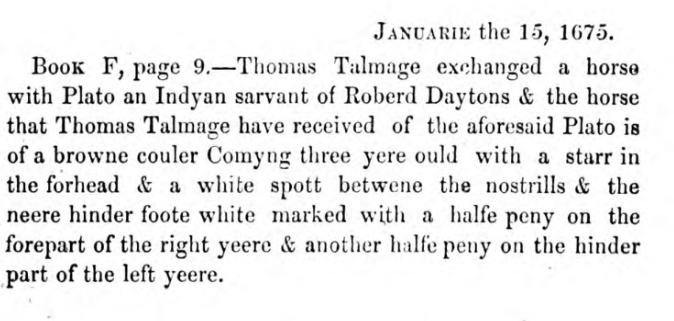 JANUARIE the 15, 1675.
BOOK F, page 9.—Thomas Talmage exchanged a horse
with Plato an Indyan sarvant of Roberd Daytons & the horse
that Thomas Talmage have received of the aforesaid Plato is
of a browne couler Comyng three yere ould with a starr in
the forhead & a white spott betwene the nostrills & the
neere hinder foote white marked with a halfe peny on the
forepart of the right yeere & another halfe peny on the hinder
part of the left yeere.